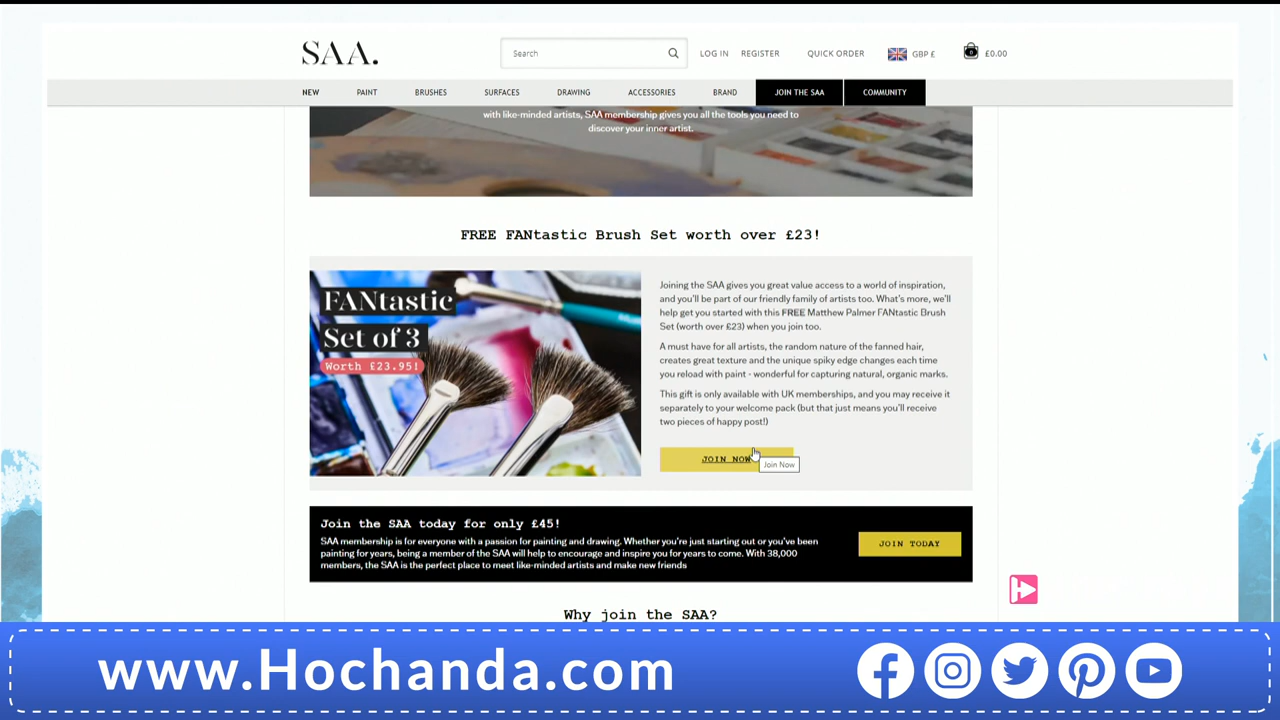 SAA.
Search
LOG IN
REGISTER
QUICK ORDER
GBP £
0
£0.00
NEW
PAINT
BRUSHES
SURFACES
DRAWING
ACCESSORIES
BRAND
JOIN THE SAA
COMMUNITY
with like-minded artists, SAA membership gives you all the tools you need to
discover your inner artist.
FREE FANtastic Brush Set worth over £23!
FANtastic
Set of 3
Worth £23.95!
Joining the SAA gives you great value access to a world of inspiration,
and you'll be part of our friendly family of artists too. What's more, we'll
help get you started with this FREE Matthew Palmer FANtastic Brush
Set (worth over £23) when you join too.
A must have for all artists, the random nature of the fanned hair,
creates great texture and the unique spiky edge changes each time
you reload with paint - wonderful for capturing natural, organic marks.
This gift is only available with UK memberships, and you may receive it
separately to your welcome pack (but that just means you'll receive
two pieces of happy post!)
JOIN NOW
Join Now
Join the SAA today for only £45!
SAA membership is for everyone with a passion for painting and drawing. Whether you're just starting out or you've been
painting for years, being a member of the SAA will help to encourage and inspire you for years to come. With 38,000
members, the SAA is the perfect place to meet like-minded artists and make new friends
JOIN TODAY
Why join the SAA?
www.Hochanda.com